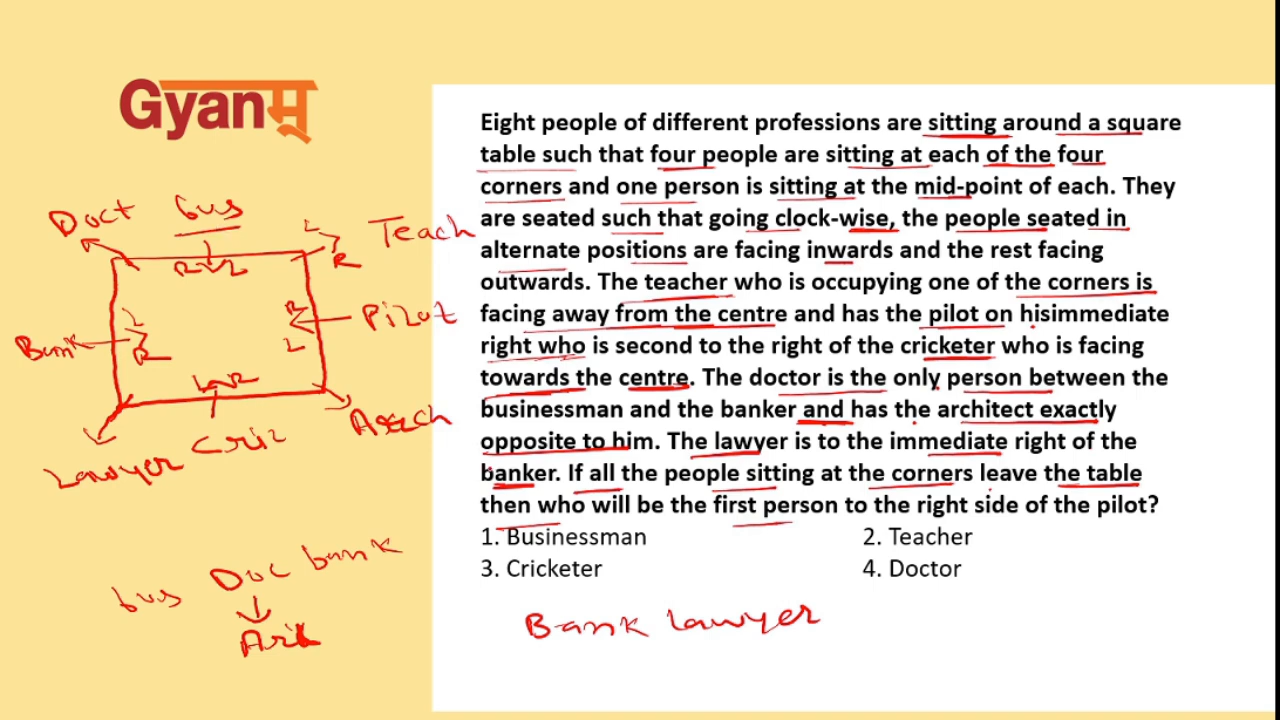 Gyanम्
Eight people of different professions are sitting around a square
table such that four people are sitting at each of the four
corners and one person is sitting at the mid-point of each. They
are seated such that going clock-wise, the people seated in
alternate positions are facing inwards and the rest facing
outwards. The teacher who is occupying one of the corners is
facing away from the centre and has the pilot on hisimmediate
right who is second to the right of the cricketer who is facing
towards the centre. The doctor is the only person between the
businessman and the banker and has the architect exactly
opposite to him. The lawyer is to the immediate right of the
banker. If all the people sitting at the corners leave the table
then who will be the first person to the right side of the pilot?
1. Businessman 2. Teacher
3. Cricketer 4. Doctor
Bank Lawyer
Doct bus Teach
L
R L R
R
L R Pilot
Bank R L
L R
Lawyer Cric
bus Doc bank